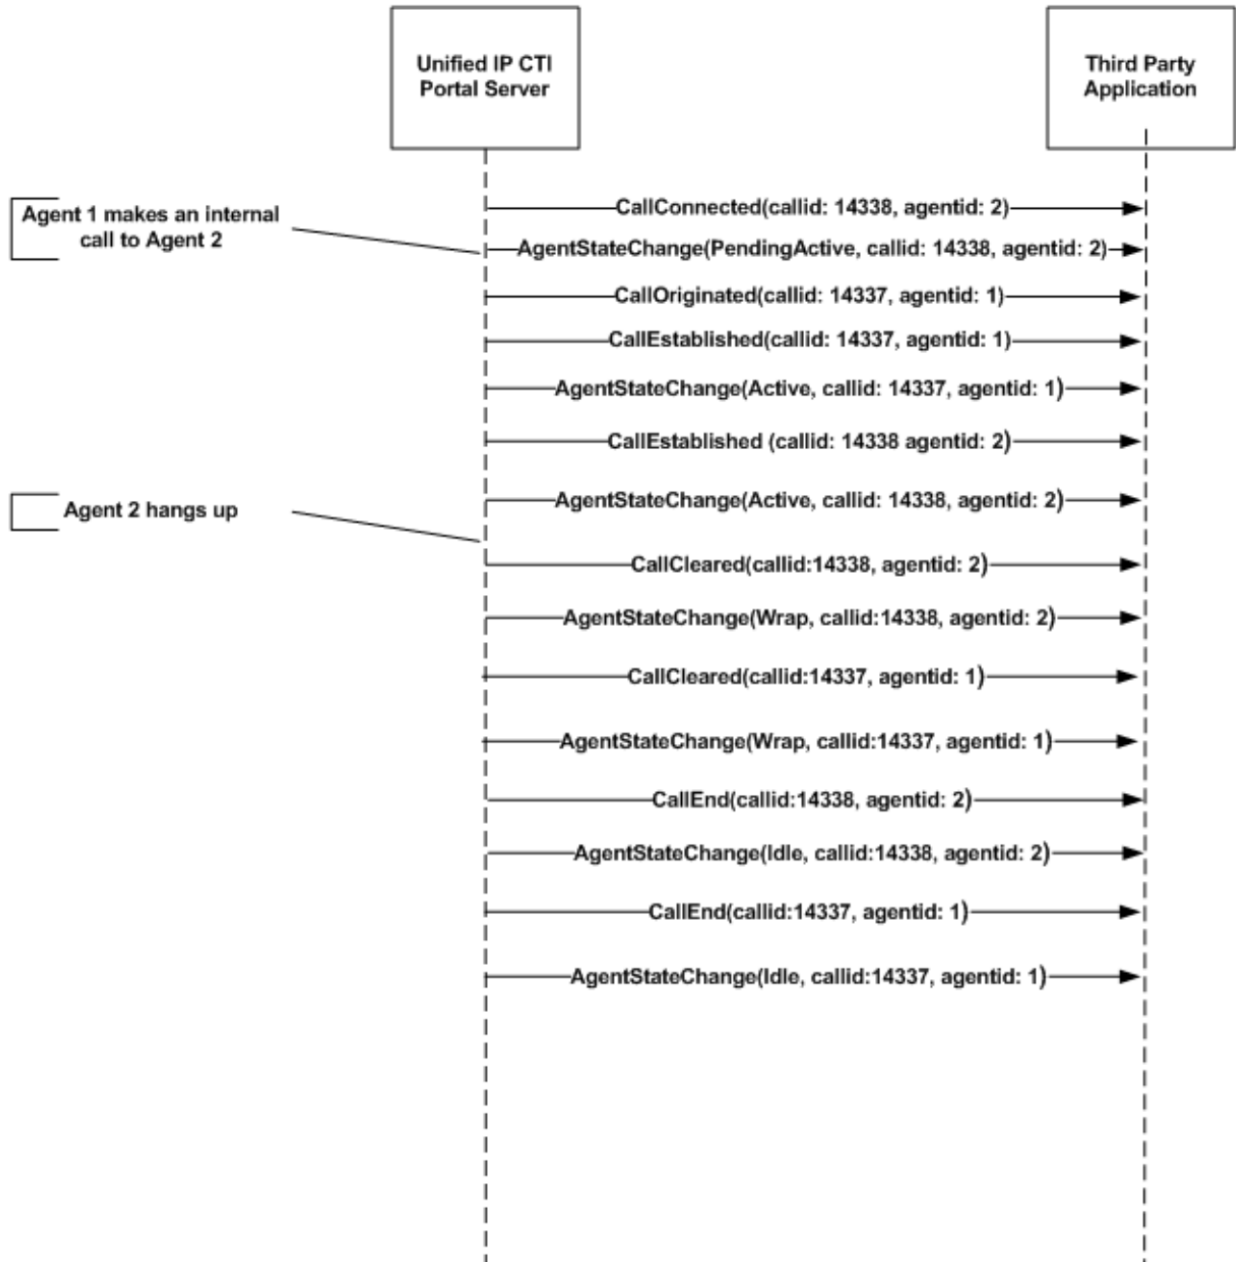 Unified IP CTI
Portal Server
Third Party
Application
Agent 1 makes an internal
call to Agent 2
CallConnected(callid: 14338, agentid: 2)
AgentStateChange(PendingActive, callid: 14338, agentid: 2)
CallOriginated(callid: 14337, agentid: 1)
CallEstablished(callid: 14337, agentid: 1)
AgentStateChange(Active, callid: 14337, agentid: 1)
CallEstablished (callid: 14338 agentid: 2)
Agent 2 hangs up
AgentStateChange(Active, callid: 14338, agentid: 2)
CallCleared(callid:14338, agentid: 2)
AgentStateChange(Wrap, callid:14338, agentid: 2)
CallCleared(callid:14337, agentid: 1)
AgentStateChange(Wrap, callid:14337, agentid: 1)
CallEnd(callid:14338, agentid: 2)
AgentStateChange(Idle, callid:14338, agentid: 2)
CallEnd(callid:14337, agentid: 1)
AgentStateChange(Idle, callid:14337, agentid: 1)